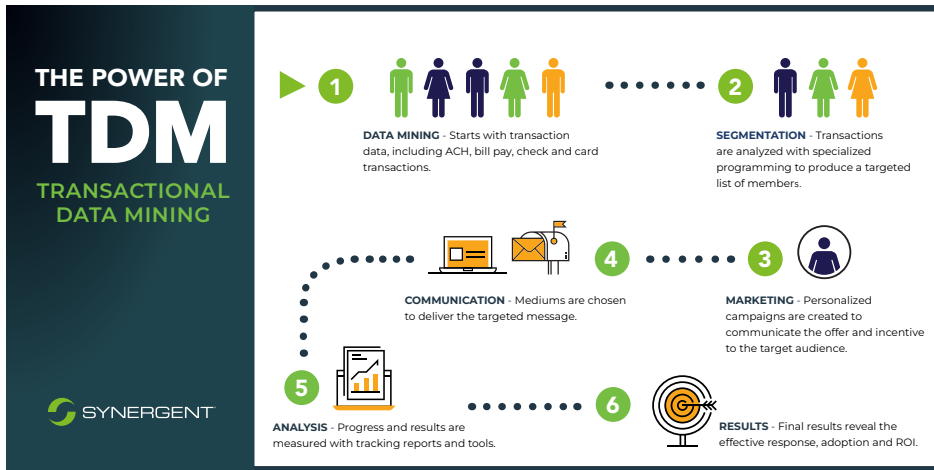 THE POWER OF
TDM
TRANSACTIONAL
DATA MINING
1
DATA MINING - Starts with transaction
data, including ACH, bill pay, check and card
transactions.
2
SEGMENTATION - Transactions
are analyzed with specialized
programming to produce a targeted
list of members.
3
MARKETING - Personalized
campaigns are created to
communicate the offer and incentive
to the target audience.
4
COMMUNICATION - Mediums are chosen
to deliver the targeted message.
5
ANALYSIS - Progress and results are
measured with tracking reports and tools.
6
RESULTS - Final results reveal the
effective response, adoption and ROI.
SYNERGENT